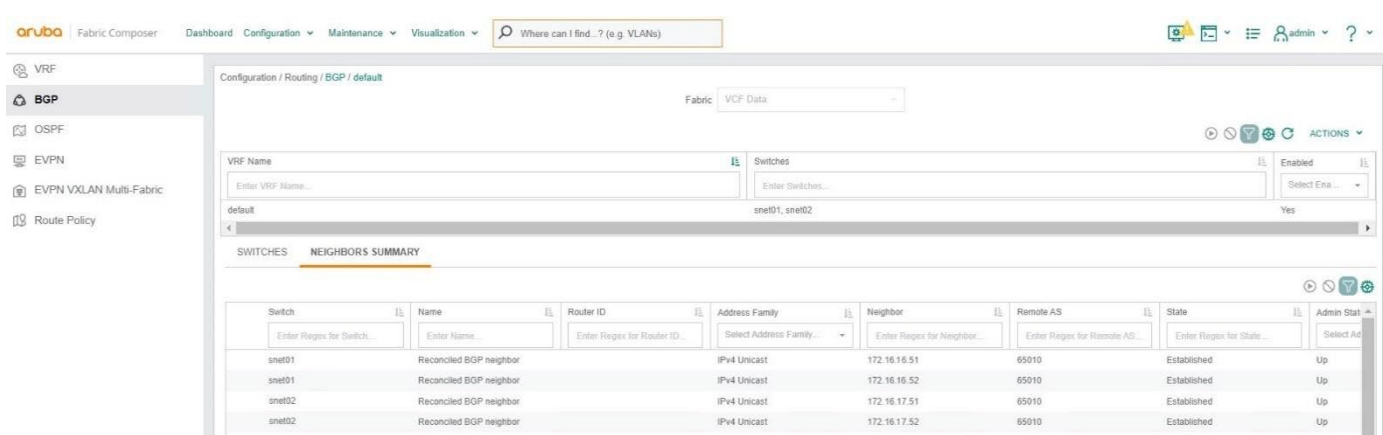 aruba Fabric Composer Dashboard Configuration Maintenance Visualization Where can I find...? (e.g. VLANs) admin ?
VRF
BGP
OSPF
EVPN
EVPN VXLAN Multi-Fabric
Route Policy
Configuration / Routing / BGP / default
Fabric VCF Data
ACTIONS
VRF Name Switches Enabled
Enter VRF Name... Enter Switches... Select Ena...
default snet01, snet02 Yes
SWITCHES NEIGHBORS SUMMARY
Switch Name Router ID Address Family Neighbor Remote AS State Admin Stat
Enter Regex for Switch... Enter Name... Enter Regex for Router ID... Select Address Family... Enter Regex for Neighbor... Enter Regex for Remote AS... Enter Regex for State... Select Ad
snet01 Reconciled BGP neighbor IPv4 Unicast 172.16.16.51 65010 Established Up
snet01 Reconciled BGP neighbor IPv4 Unicast 172.16.16.52 65010 Established Up
snet02 Reconciled BGP neighbor IPv4 Unicast 172.16.17.51 65010 Established Up
snet02 Reconciled BGP neighbor IPv4 Unicast 172.16.17.52 65010 Established Up